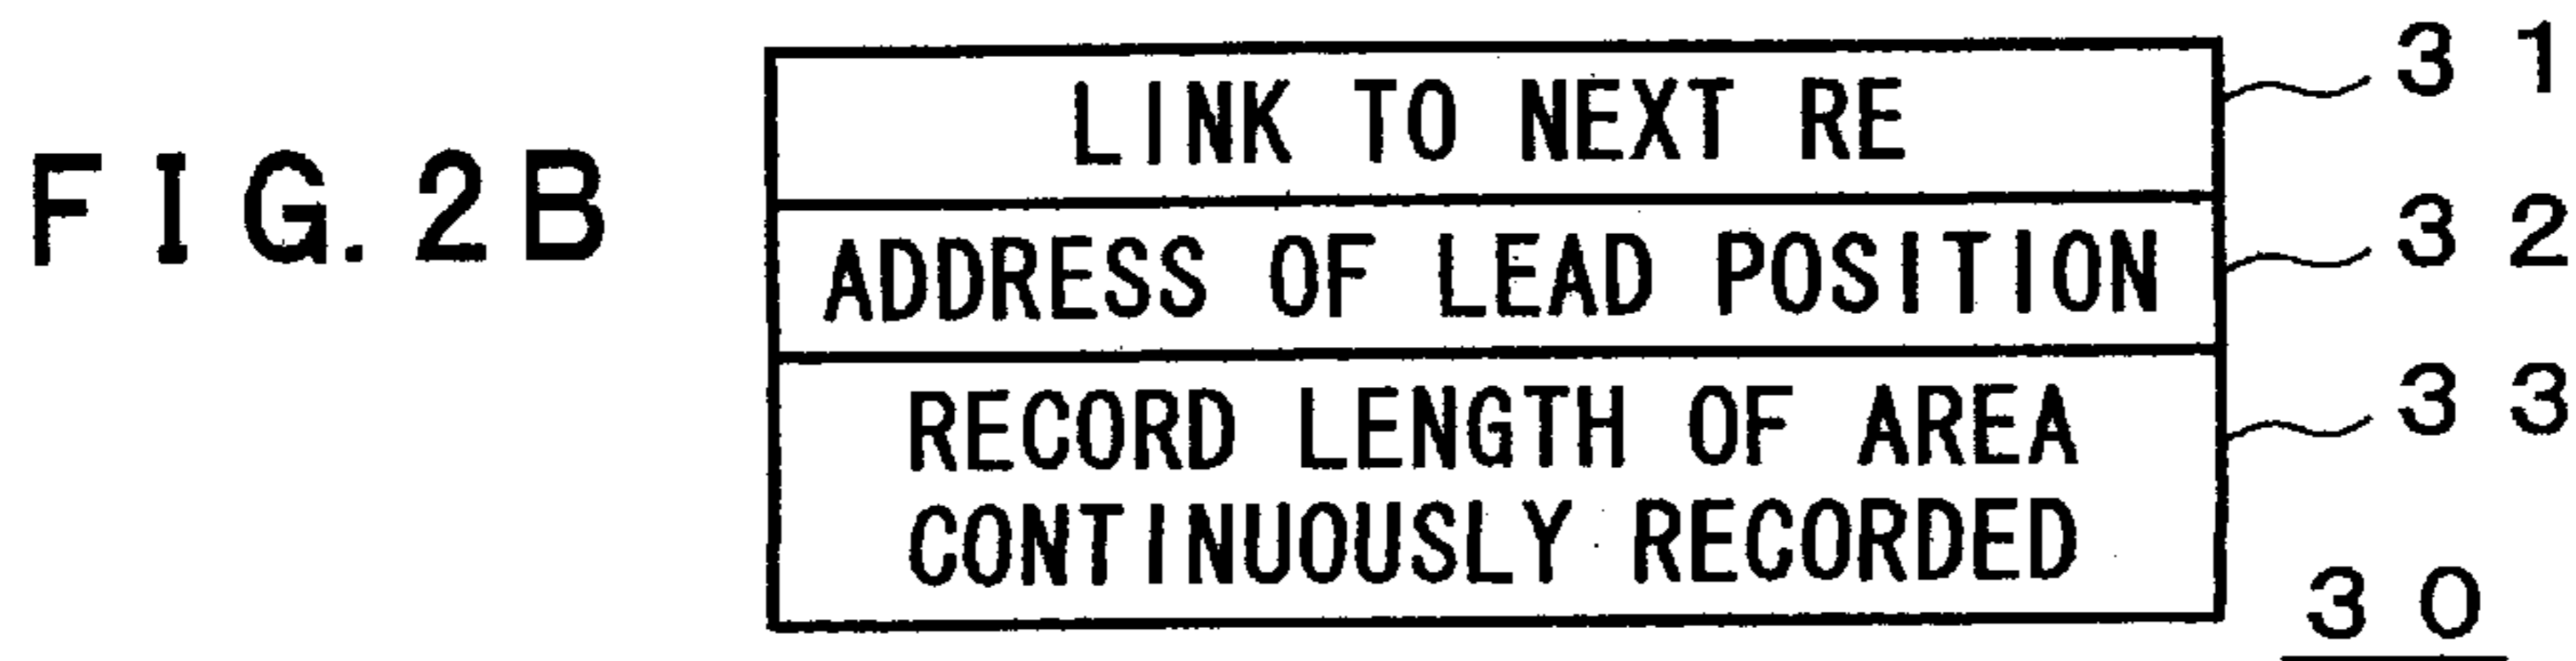 FIG. 2B
LINK TO NEXT RE 31
ADDRESS OF LEAD POSITION 32
RECORD LENGTH OF AREA 33
CONTINUOUSLY RECORDED
30